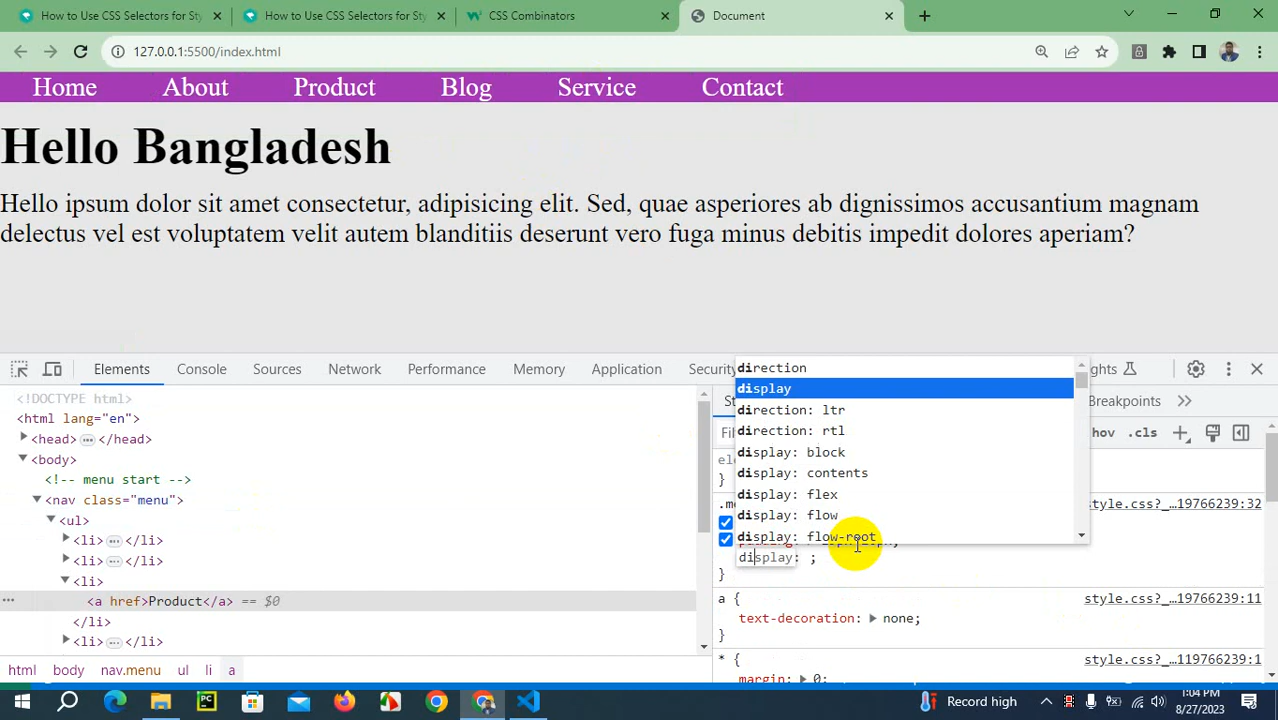 How to Use CSS Selectors for Sty
How to Use CSS Selectors for Sty
CSS Combinators
Document
127.0.0.1:5500/index.html
Home About Product Blog Service Contact
Hello Bangladesh
Hello ipsum dolor sit amet consectetur, adipisicing elit. Sed, quae asperiores ab dignissimos accusantium magnam
delectus vel est voluptatem velit autem blanditiis deserunt vero fuga minus debitis impedit dolores aperiam?
Elements Console Sources Network Performance Memory Application Security
<!DOCTYPE html>
<html lang="en">
<head> ••• </head>
<body>
<!-- menu start -->
<nav class="menu">
<ul>
<li> ••• </li>
<li> ••• </li>
<li>
<a href>Product</a> == $0
</li>
<li> ••• </li>
html body nav.menu ul li a
direction
display
direction: ltr
direction: rtl
display: block
display: contents
display: flex
display: flow
display: flow-root
display: ;
}
Breakpoints
.cls
}
style.css?_…19766239:32
a {
style.css?_…19766239:11
text-decoration: none;
}
* {
style.css?_…119766239:1
margin: 0;
Record high
1:04 PM
8/27/2023